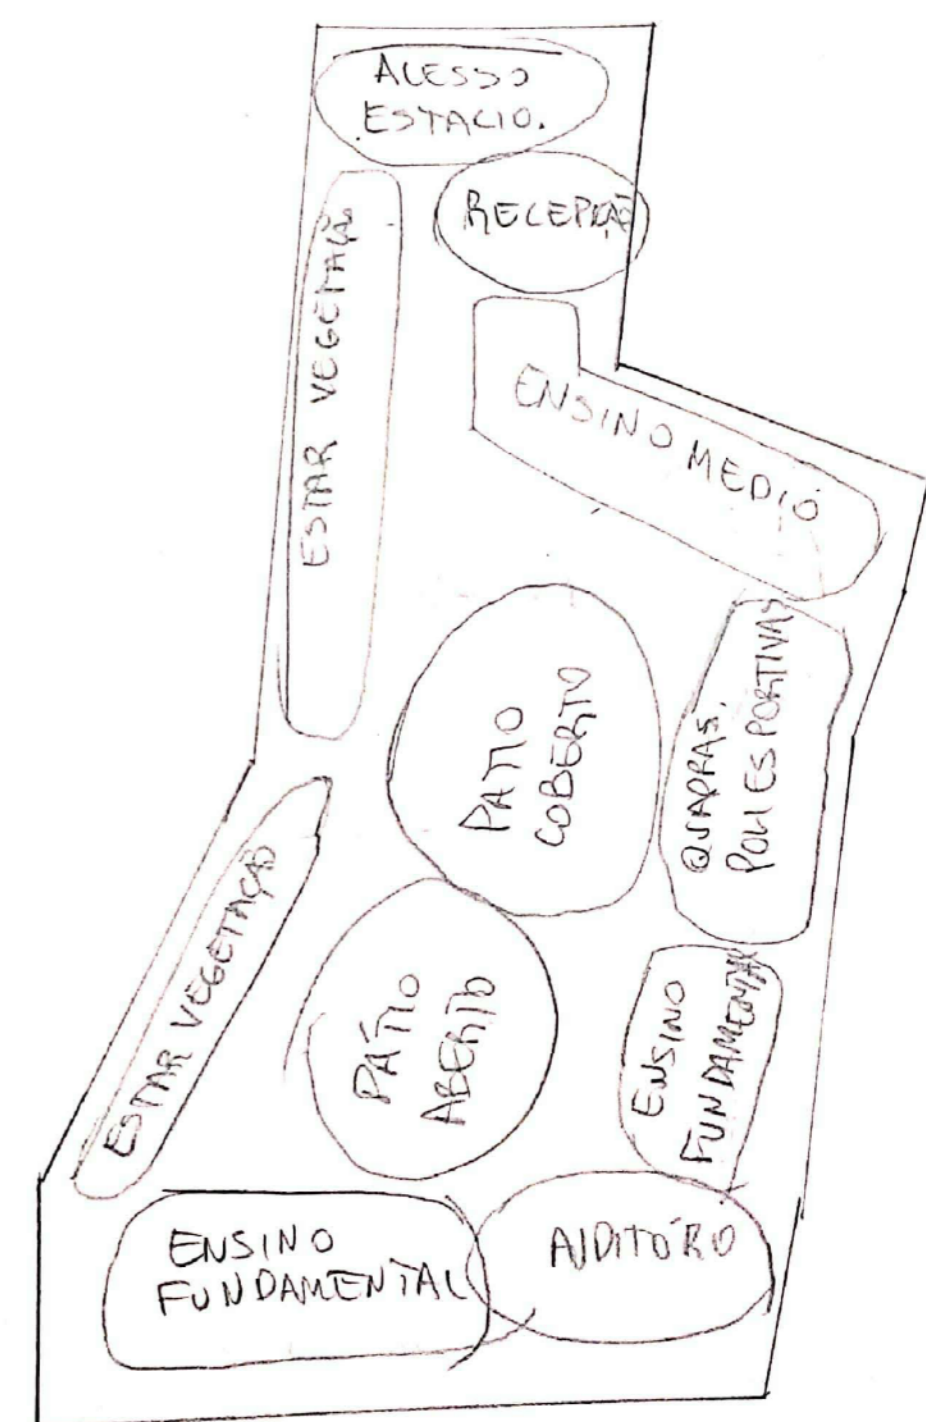 ACESSO
ESTACIO.
RECEPÇÃO
ESTAR VEGETAÇÃO
ENSINO MEDIO
PATIO
COBERTO
QUADRAS.
POLIESPORTIVAS
ESTAR VEGETAÇÃO
PÁTIO
ABERTO
ENSINO
FUNDAMENTAL
ENSINO
FUNDAMENTAL
AUDITÓRO